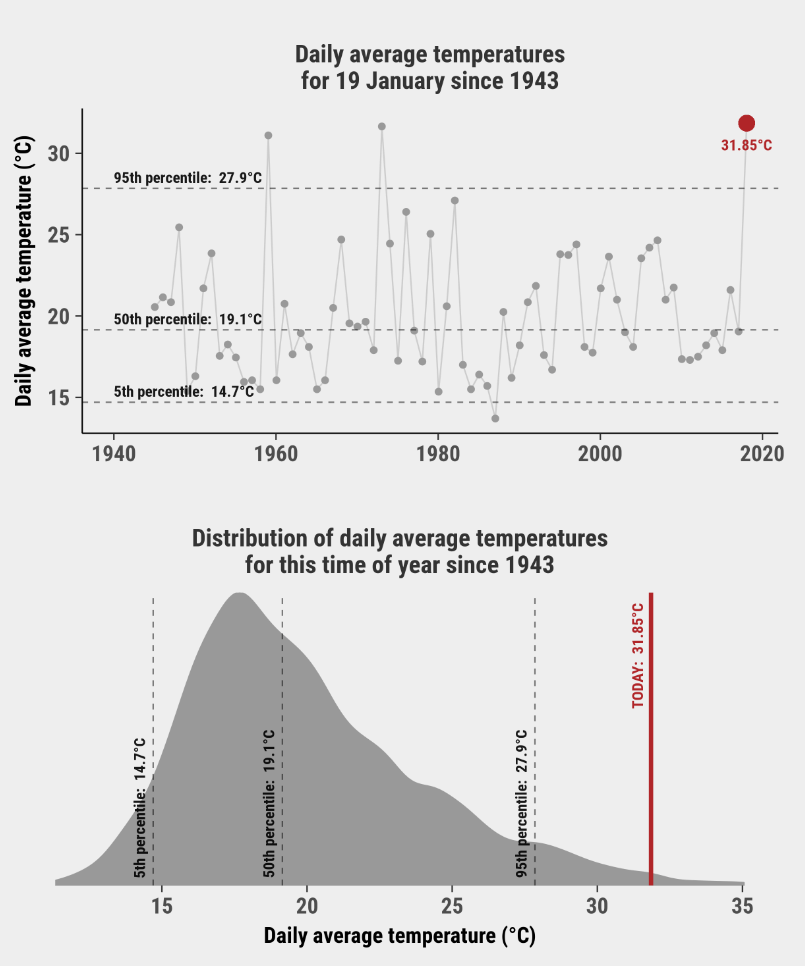 Daily average temperatures
for 19 January since 1943
Daily average temperature (°C)
30
25
20
15
95th percentile:  27.9°C
50th percentile:  19.1°C
5th percentile:  14.7°C
31.85°C
1940
1960
1980
2000
2020
Distribution of daily average temperatures
for this time of year since 1943
5th percentile:  14.7°C
50th percentile:  19.1°C
95th percentile:  27.9°C
TODAY:  31.85°C
15
20
25
30
35
Daily average temperature (°C)